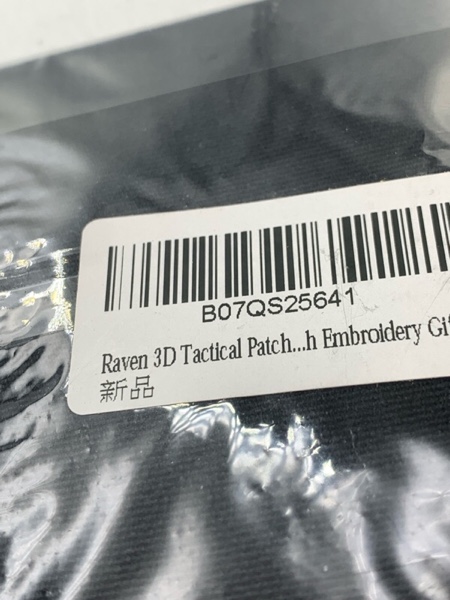 B07QS25641
Raven 3D Tactical Patch...h Embroidery Gi
新品